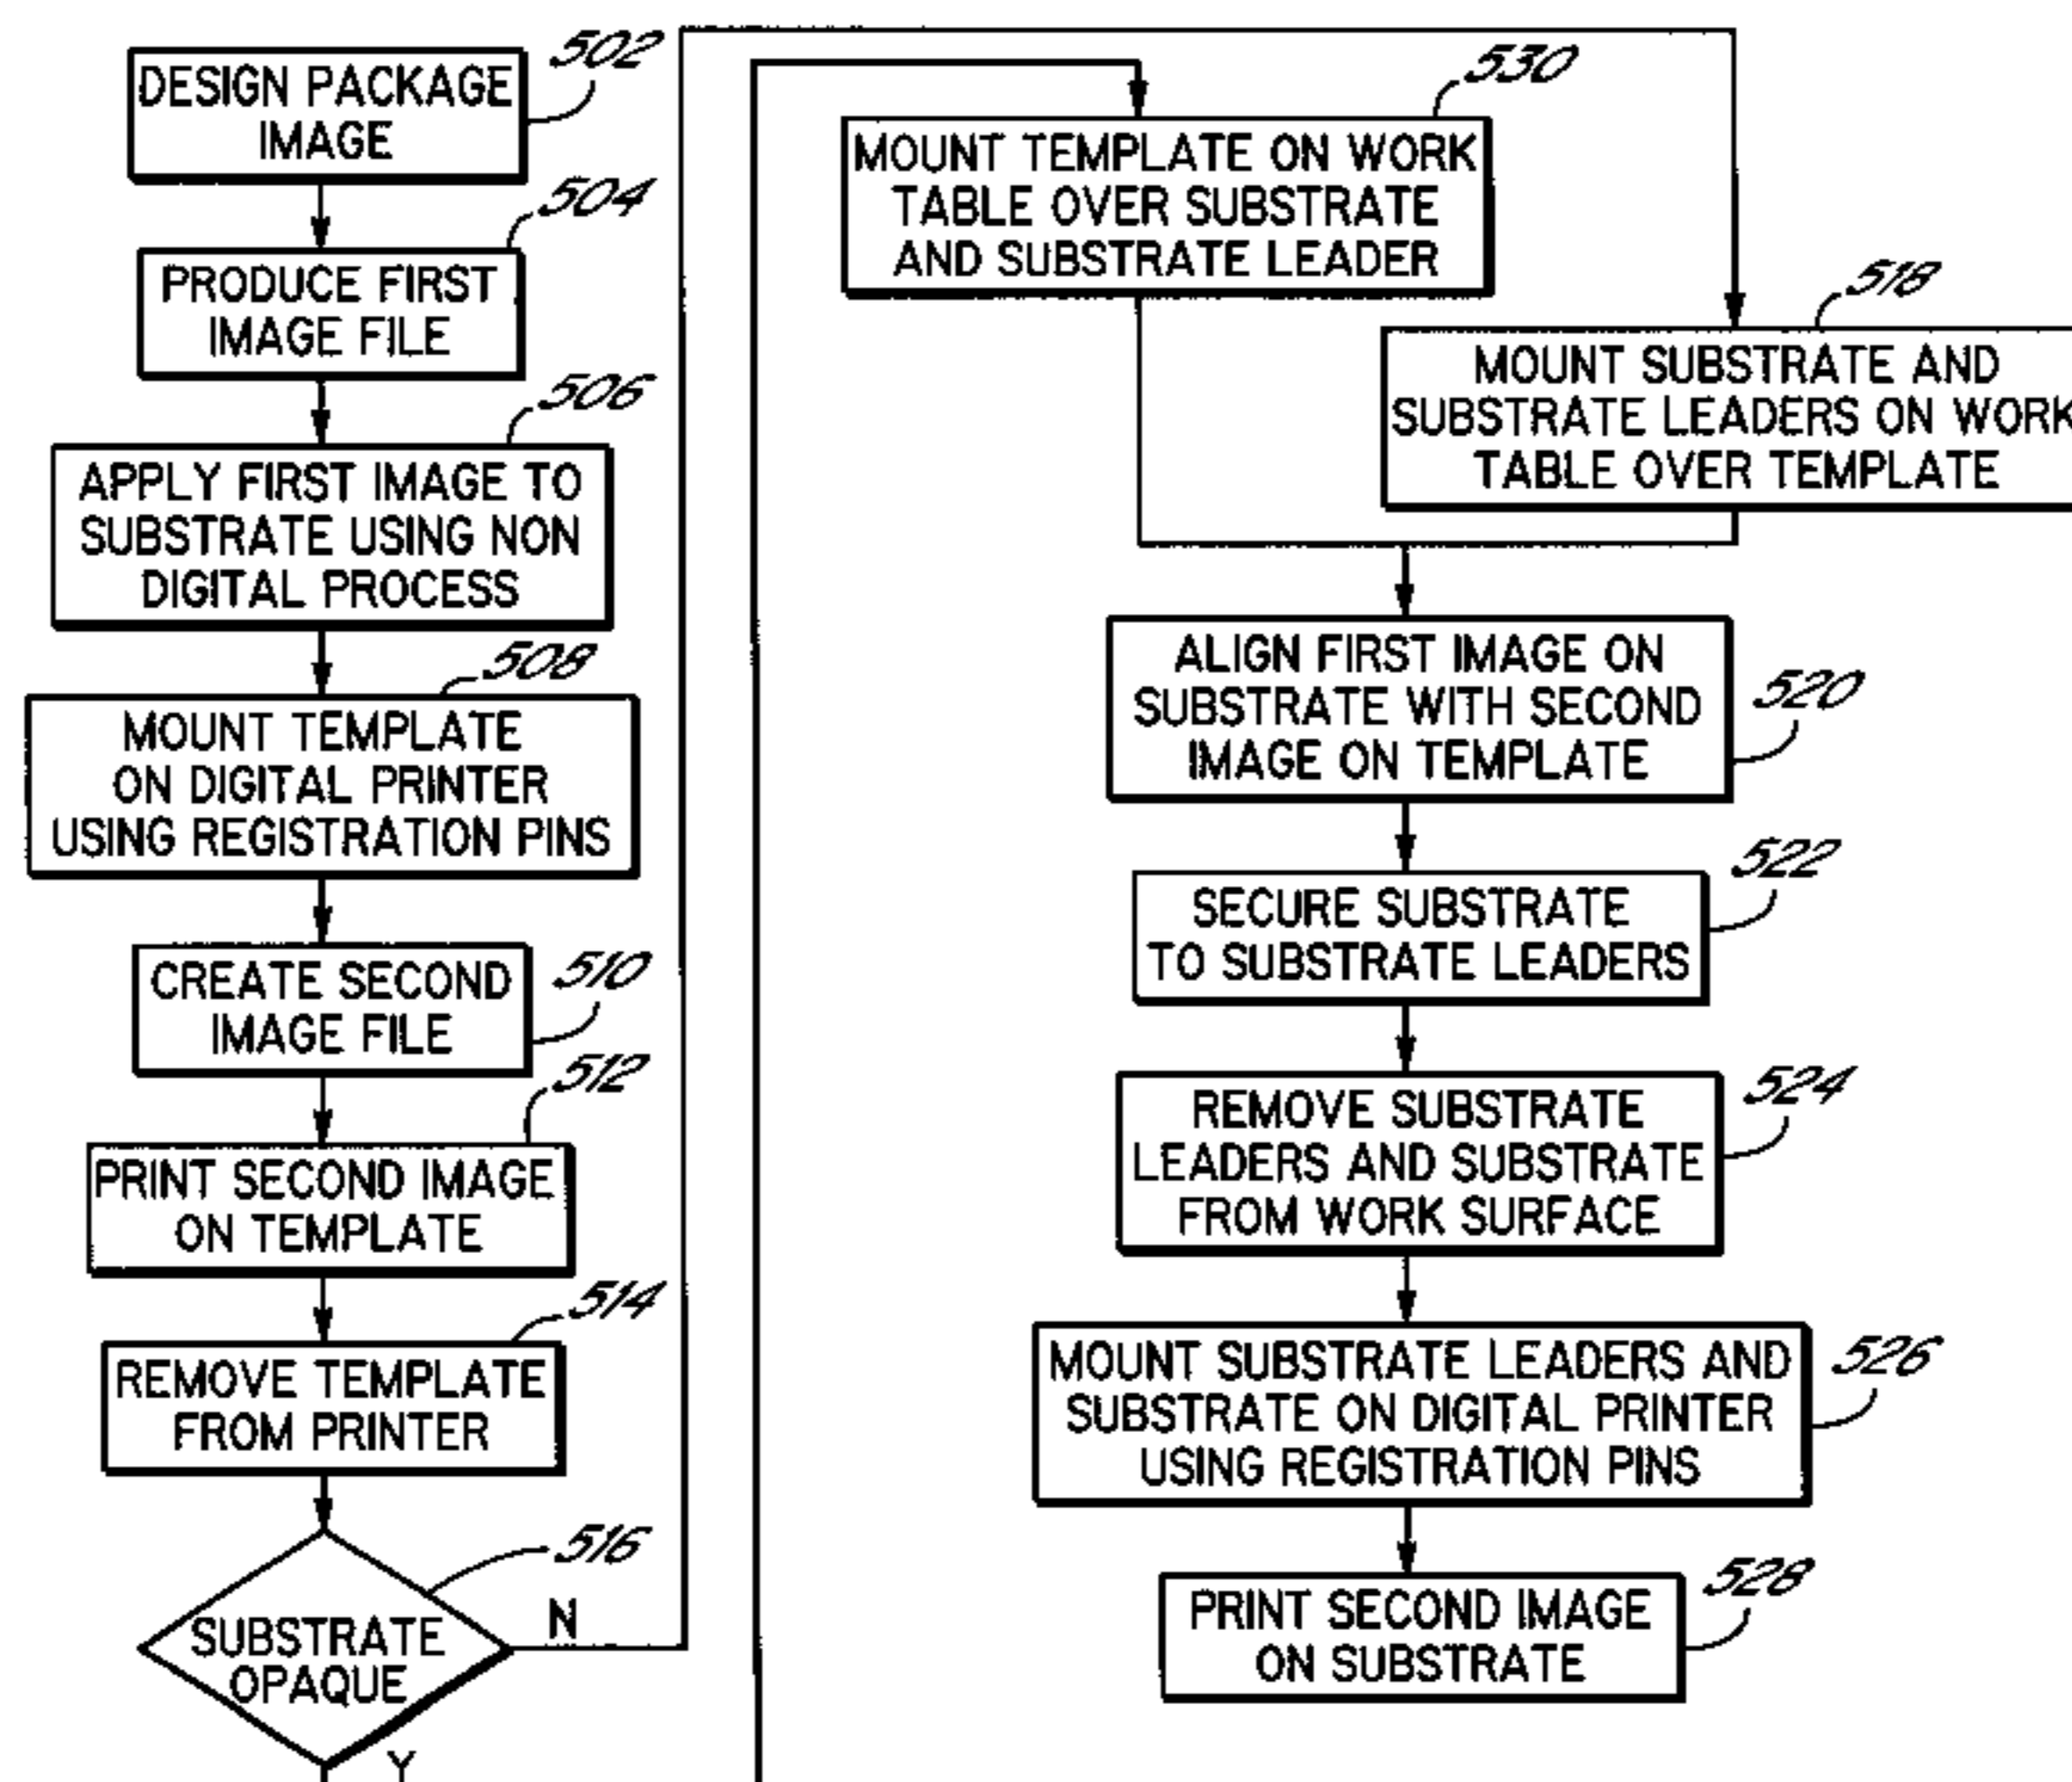 502
DESIGN PACKAGE
IMAGE
504
PRODUCE FIRST
IMAGE FILE
506
APPLY FIRST IMAGE TO
SUBSTRATE USING NON
DIGITAL PROCESS
508
MOUNT TEMPLATE
ON DIGITAL PRINTER
USING REGISTRATION PINS
510
CREATE SECOND
IMAGE FILE
512
PRINT SECOND IMAGE
ON TEMPLATE
514
REMOVE TEMPLATE
FROM PRINTER
516
SUBSTRATE
OPAQUE
N
Y
530
MOUNT TEMPLATE ON WORK
TABLE OVER SUBSTRATE
AND SUBSTRATE LEADER
518
MOUNT SUBSTRATE AND
SUBSTRATE LEADERS ON WORK
TABLE OVER TEMPLATE
520
ALIGN FIRST IMAGE ON
SUBSTRATE WITH SECOND
IMAGE ON TEMPLATE
522
SECURE SUBSTRATE
TO SUBSTRATE LEADERS
524
REMOVE SUBSTRATE
LEADERS AND SUBSTRATE
FROM WORK SURFACE
526
MOUNT SUBSTRATE LEADERS AND
SUBSTRATE ON DIGITAL PRINTER
USING REGISTRATION PINS
528
PRINT SECOND IMAGE
ON SUBSTRATE